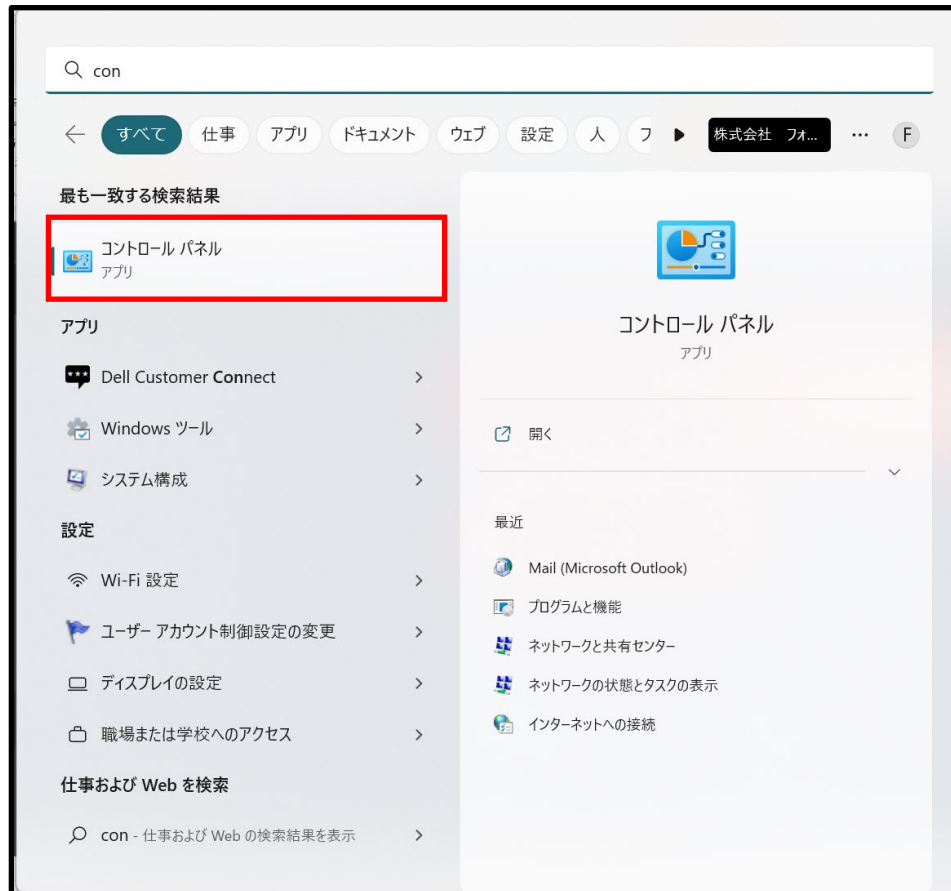 con
すべて 仕事 アプリ ドキュメント ウェブ 設定 人 フ 株式会社 フォ... ... F
最も一致する検索結果
コントロール パネル
アプリ
アプリ
Dell Customer Connect
Windows ツール
システム構成
設定
Wi-Fi 設定
ユーザー アカウント制御設定の変更
ディスプレイの設定
職場または学校へのアクセス
仕事および Web を検索
con - 仕事および Web の検索結果を表示
コントロール パネル
アプリ
開く
最近
Mail (Microsoft Outlook)
プログラムと機能
ネットワークと共有センター
ネットワークの状態とタスクの表示
インターネットへの接続